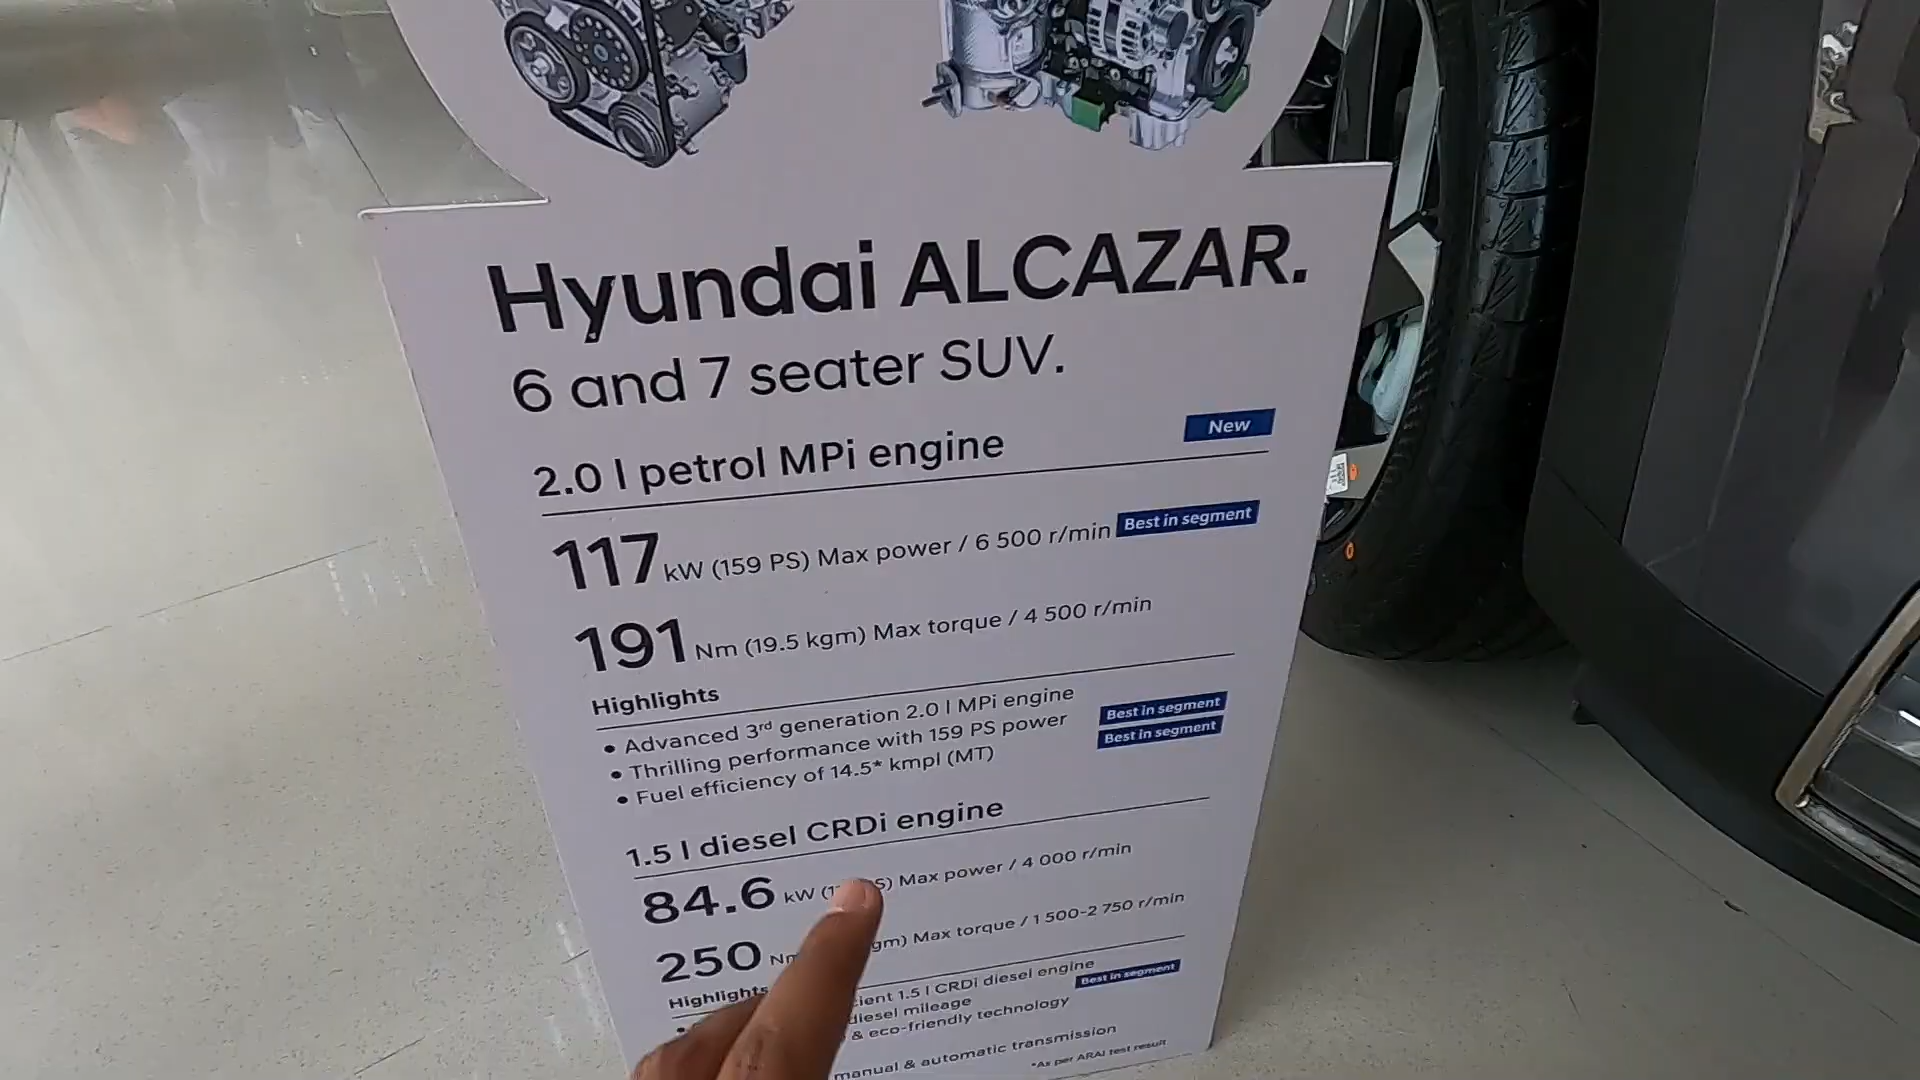 Hyundai ALCAZAR.
6 and 7 seater SUV.
2.0 l petrol MPi engine New
117 kW (159 PS) Max power / 6 500 r/min Best in segment
191 Nm (19.5 kgm) Max torque / 4 500 r/min
Highlights
• Advanced 3rd generation 2.0 l MPi engine Best in segment
• Thrilling performance with 159 PS power Best in segment
• Fuel efficiency of 14.5* kmpl (MT)
1.5 l diesel CRDi engine
84.6 kW Max power / 4 000 r/min
250 Nm Max torque / 1 500-2 750 r/min
Highlights
1.5 l CRDi diesel engine Best in segment
diesel mileage
& eco-friendly technology
manual & automatic transmission
*As per ARAI test result